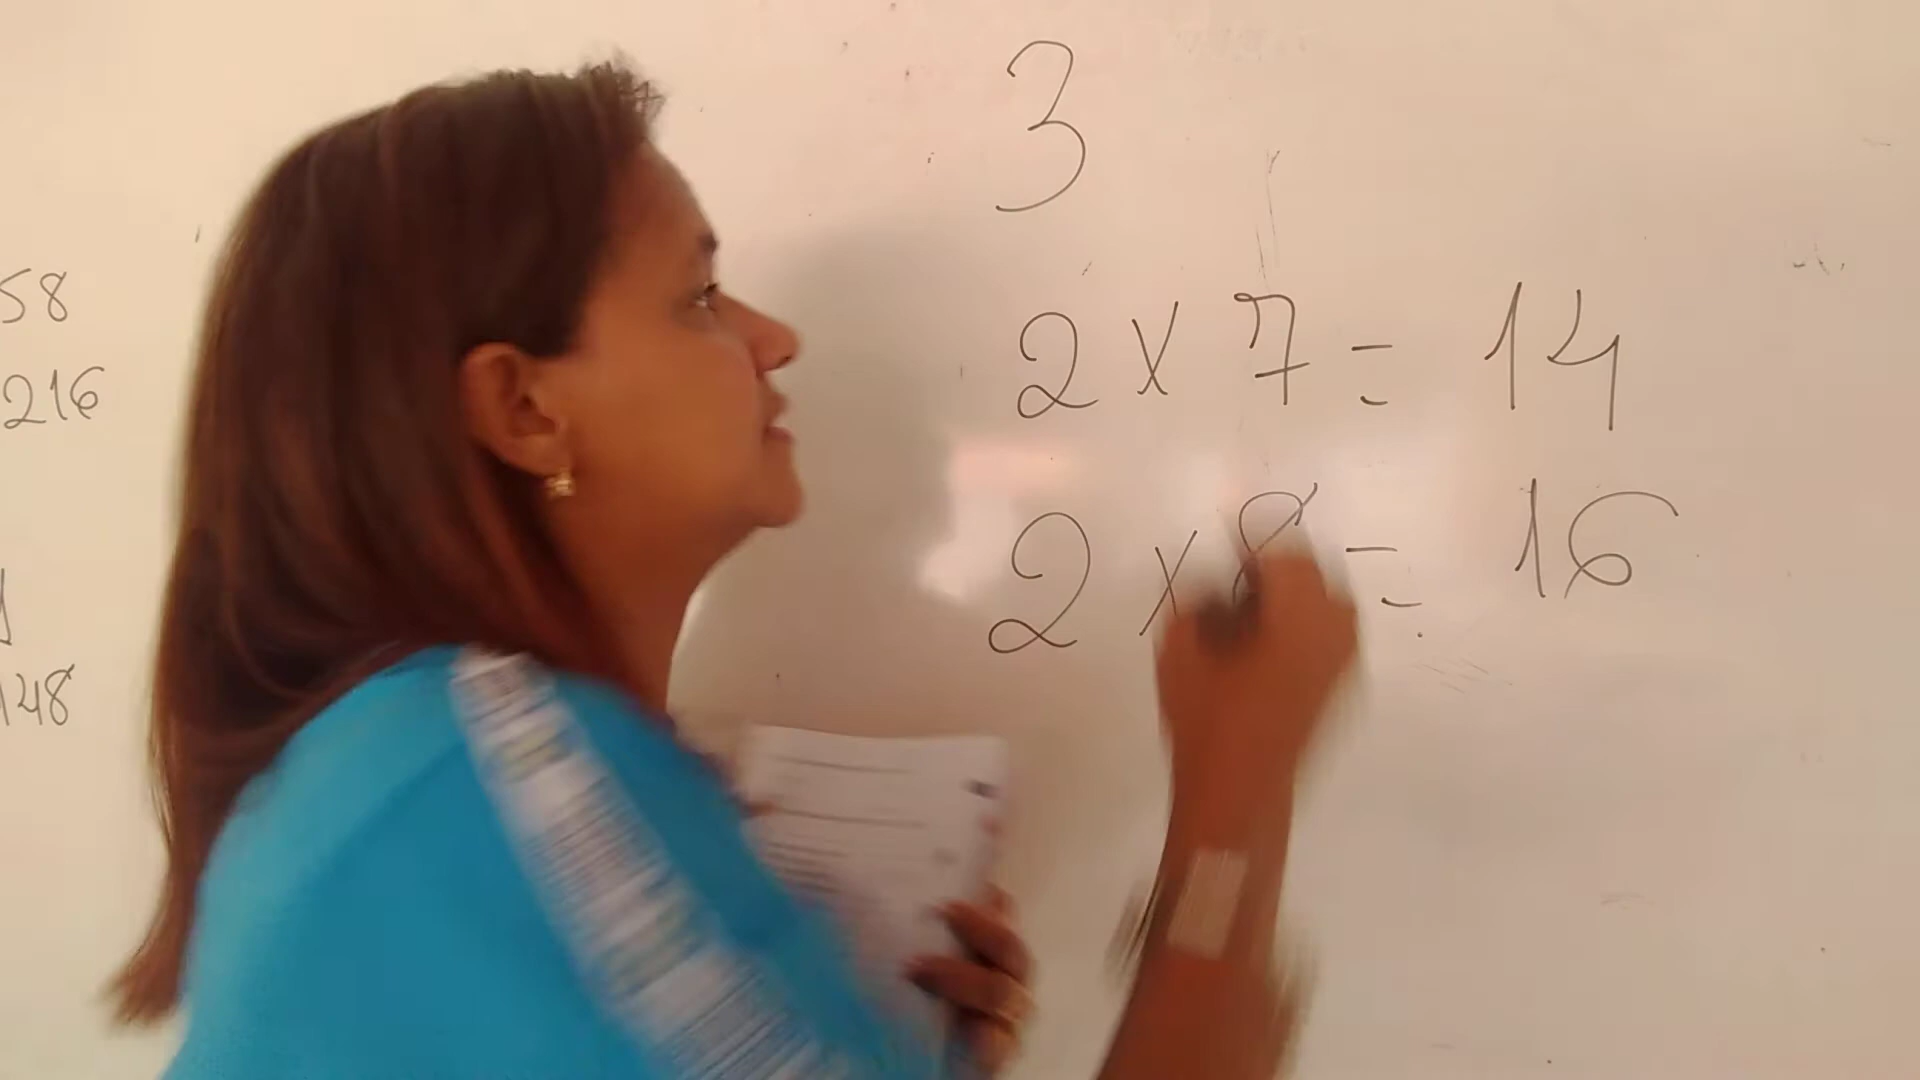 58
216
148
3
2 x 7 = 14
2 x 8 = 16